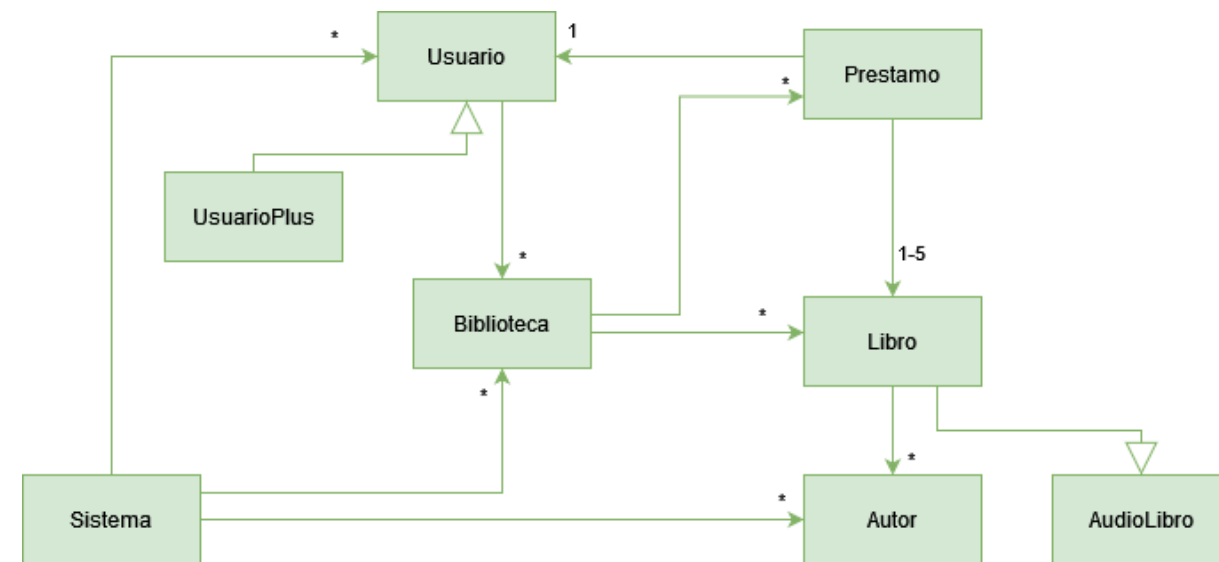 *
Usuario
1
Prestamo
*
UsuarioPlus
1-5
*
Biblioteca
*
Libro
*
*
Sistema
*
Autor
AudioLibro